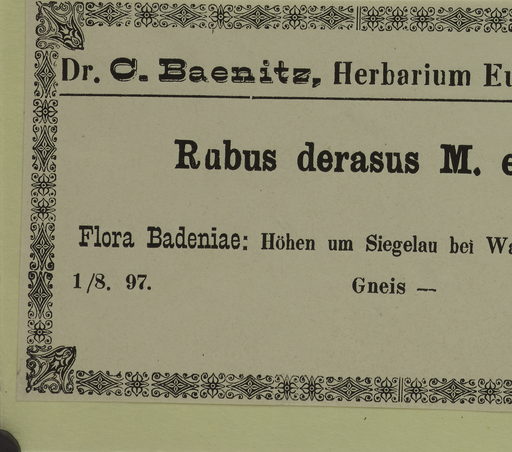 Dr. C. Baenitz, Herbarium Eu
Rubus derasus M. e
Flora Badeniae: Höhen um Siegelau bei Wa
1/8. 97. Gneis —